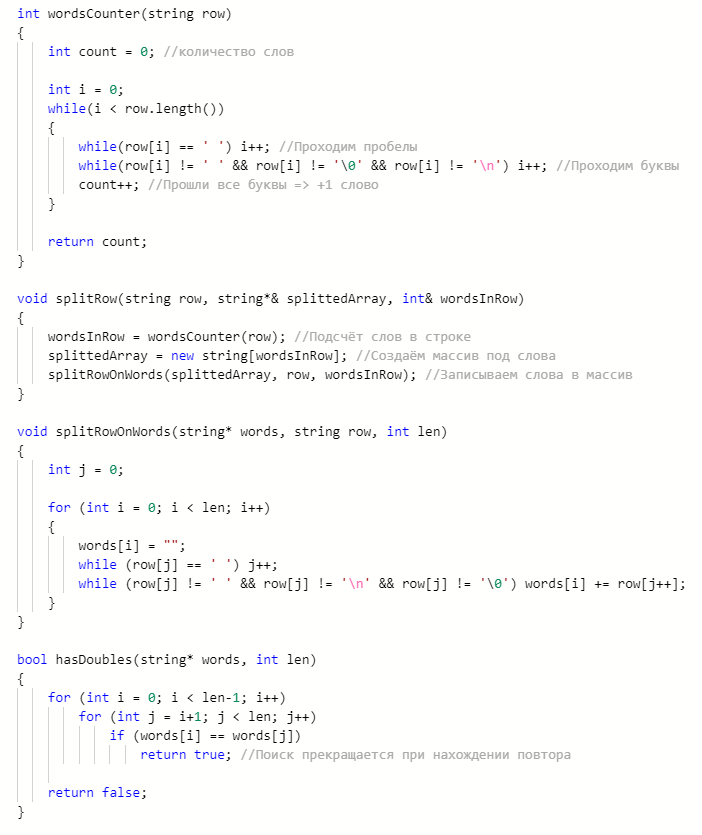 int wordsCounter(string row)
{
    int count = 0; //количество слов

    int i = 0;
    while(i < row.length())
    {
        while(row[i] == ' ') i++; //Проходим пробелы
        while(row[i] != ' ' && row[i] != '\0' && row[i] != '\n') i++; //Проходим буквы
        count++; //Прошли все буквы => +1 слово
    }

    return count;
}

void splitRow(string row, string*& splittedArray, int& wordsInRow)
{
    wordsInRow = wordsCounter(row); //Подсчёт слов в строке
    splittedArray = new string[wordsInRow]; //Создаём массив под слова
    splitRowOnWords(splittedArray, row, wordsInRow); //Записываем слова в массив
}

void splitRowOnWords(string* words, string row, int len)
{
    int j = 0;

    for (int i = 0; i < len; i++)
    {
        words[i] = "";
        while (row[j] == ' ') j++;
        while (row[j] != ' ' && row[j] != '\n' && row[j] != '\0') words[i] += row[j++];
    }
}

bool hasDoubles(string* words, int len)
{
    for (int i = 0; i < len-1; i++)
        for (int j = i+1; j < len; j++)
            if (words[i] == words[j])
                return true; //Поиск прекращается при нахождении повтора

    return false;
}